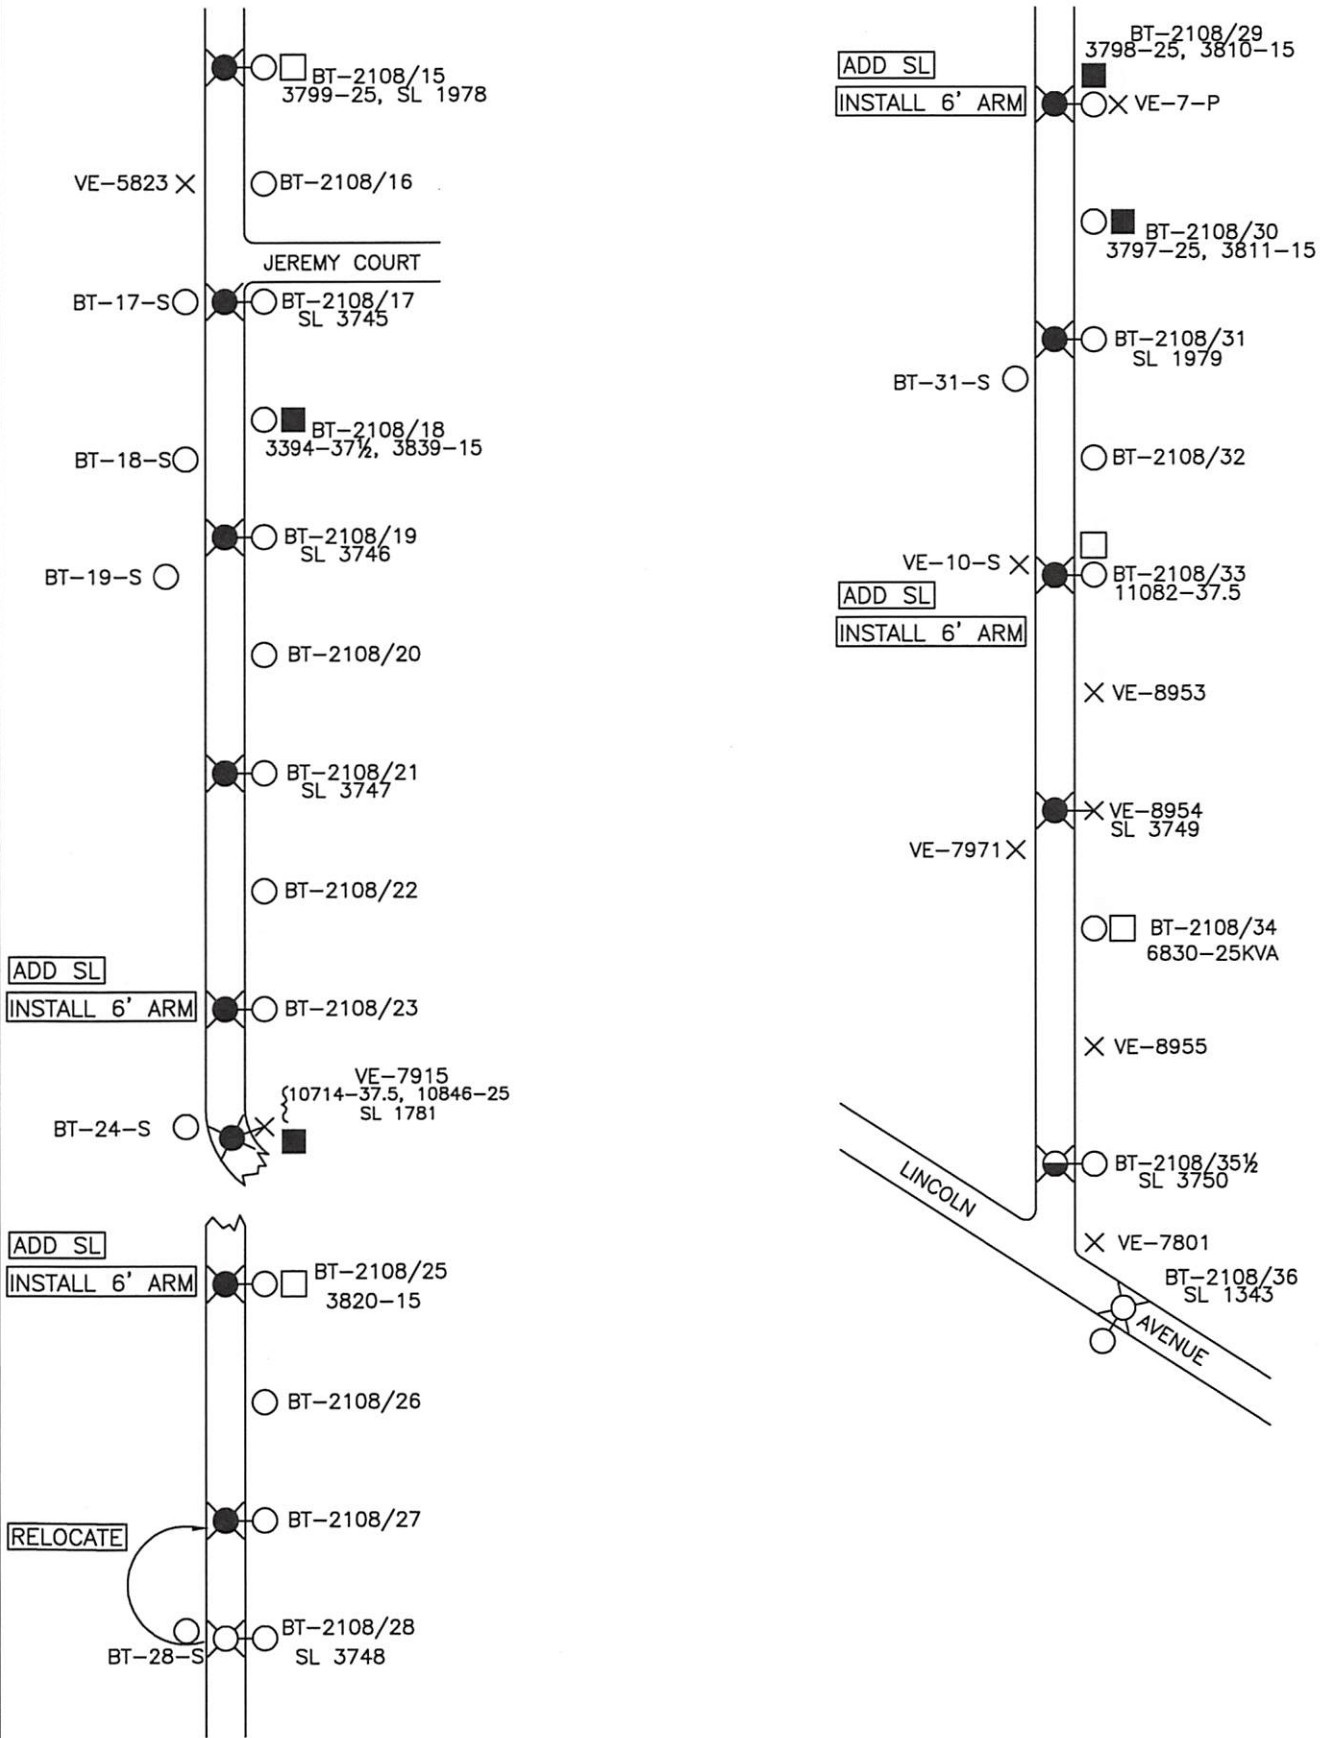 BT-2108/15
3799-25, SL 1978
VE-5823
BT-2108/16
JEREMY COURT
BT-17-S
BT-2108/17
SL 3745
BT-2108/18
3394-37½, 3839-15
BT-18-S
BT-2108/19
SL 3746
BT-19-S
BT-2108/20
BT-2108/21
SL 3747
BT-2108/22
ADD SL
INSTALL 6' ARM
BT-2108/23
VE-7915
10714-37.5, 10846-25
SL 1781
BT-24-S
ADD SL
INSTALL 6' ARM
BT-2108/25
3820-15
BT-2108/26
RELOCATE
BT-2108/27
BT-2108/28
SL 3748
BT-28-S
BT-2108/29
3798-25, 3810-15
ADD SL
INSTALL 6' ARM
VE-7-P
BT-2108/30
3797-25, 3811-15
BT-2108/31
SL 1979
BT-31-S
BT-2108/32
VE-10-S
BT-2108/33
11082-37.5
ADD SL
INSTALL 6' ARM
VE-8953
VE-8954
SL 3749
VE-7971
BT-2108/34
6830-25KVA
VE-8955
BT-2108/35½
SL 3750
LINCOLN AVENUE
VE-7801
BT-2108/36
SL 1343